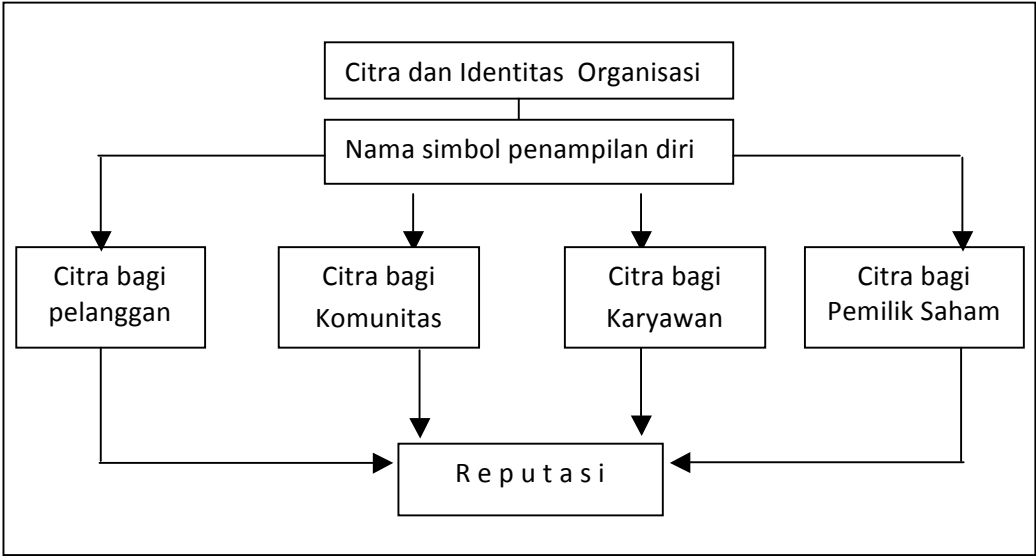 Citra dan Identitas Organisasi
Nama simbol penampilan diri
Citra bagi
pelanggan
Citra bagi
Komunitas
Citra bagi
Karyawan
Citra bagi
Pemilik Saham
R e p u t a s i